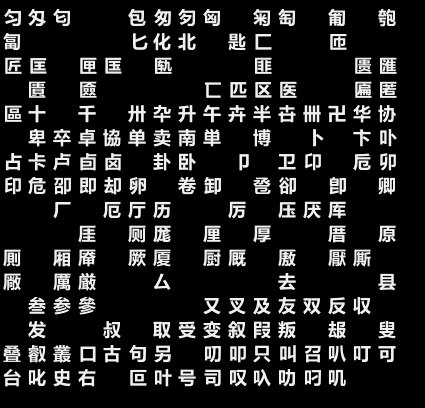 匀匁匂 包匆匇匈 匊匋 匍 匏
匐 匕化北 匙匚 匝
匠匡 匣匤 匦 匪 匮匯
匱 匳 匸匹区医 匾匿
區十 千 卅卆升午卉半卋卌卍华协
卑卒卓協单卖南単 博 卜 卞卟
占卡卢卣卤 卦卧 卩 卫卬 卮卯
印危卲即却卵 卷卸 卺卻 卽 卿
厂 厄厅历 厉 压厌厍
厓 厕厖 厘 厚 厝 原
厠 厢厣 厥厦 厨厩 厫 厭厮
厰 厲厳 厶 去 县
叁参參 又叉及友双反収
发 叔 取受变叙叚叛 叝 叟
叠叡叢口古句另 叨叩只叫召叭叮可
台叱史右 叵叶号司叹叺叻叼叽